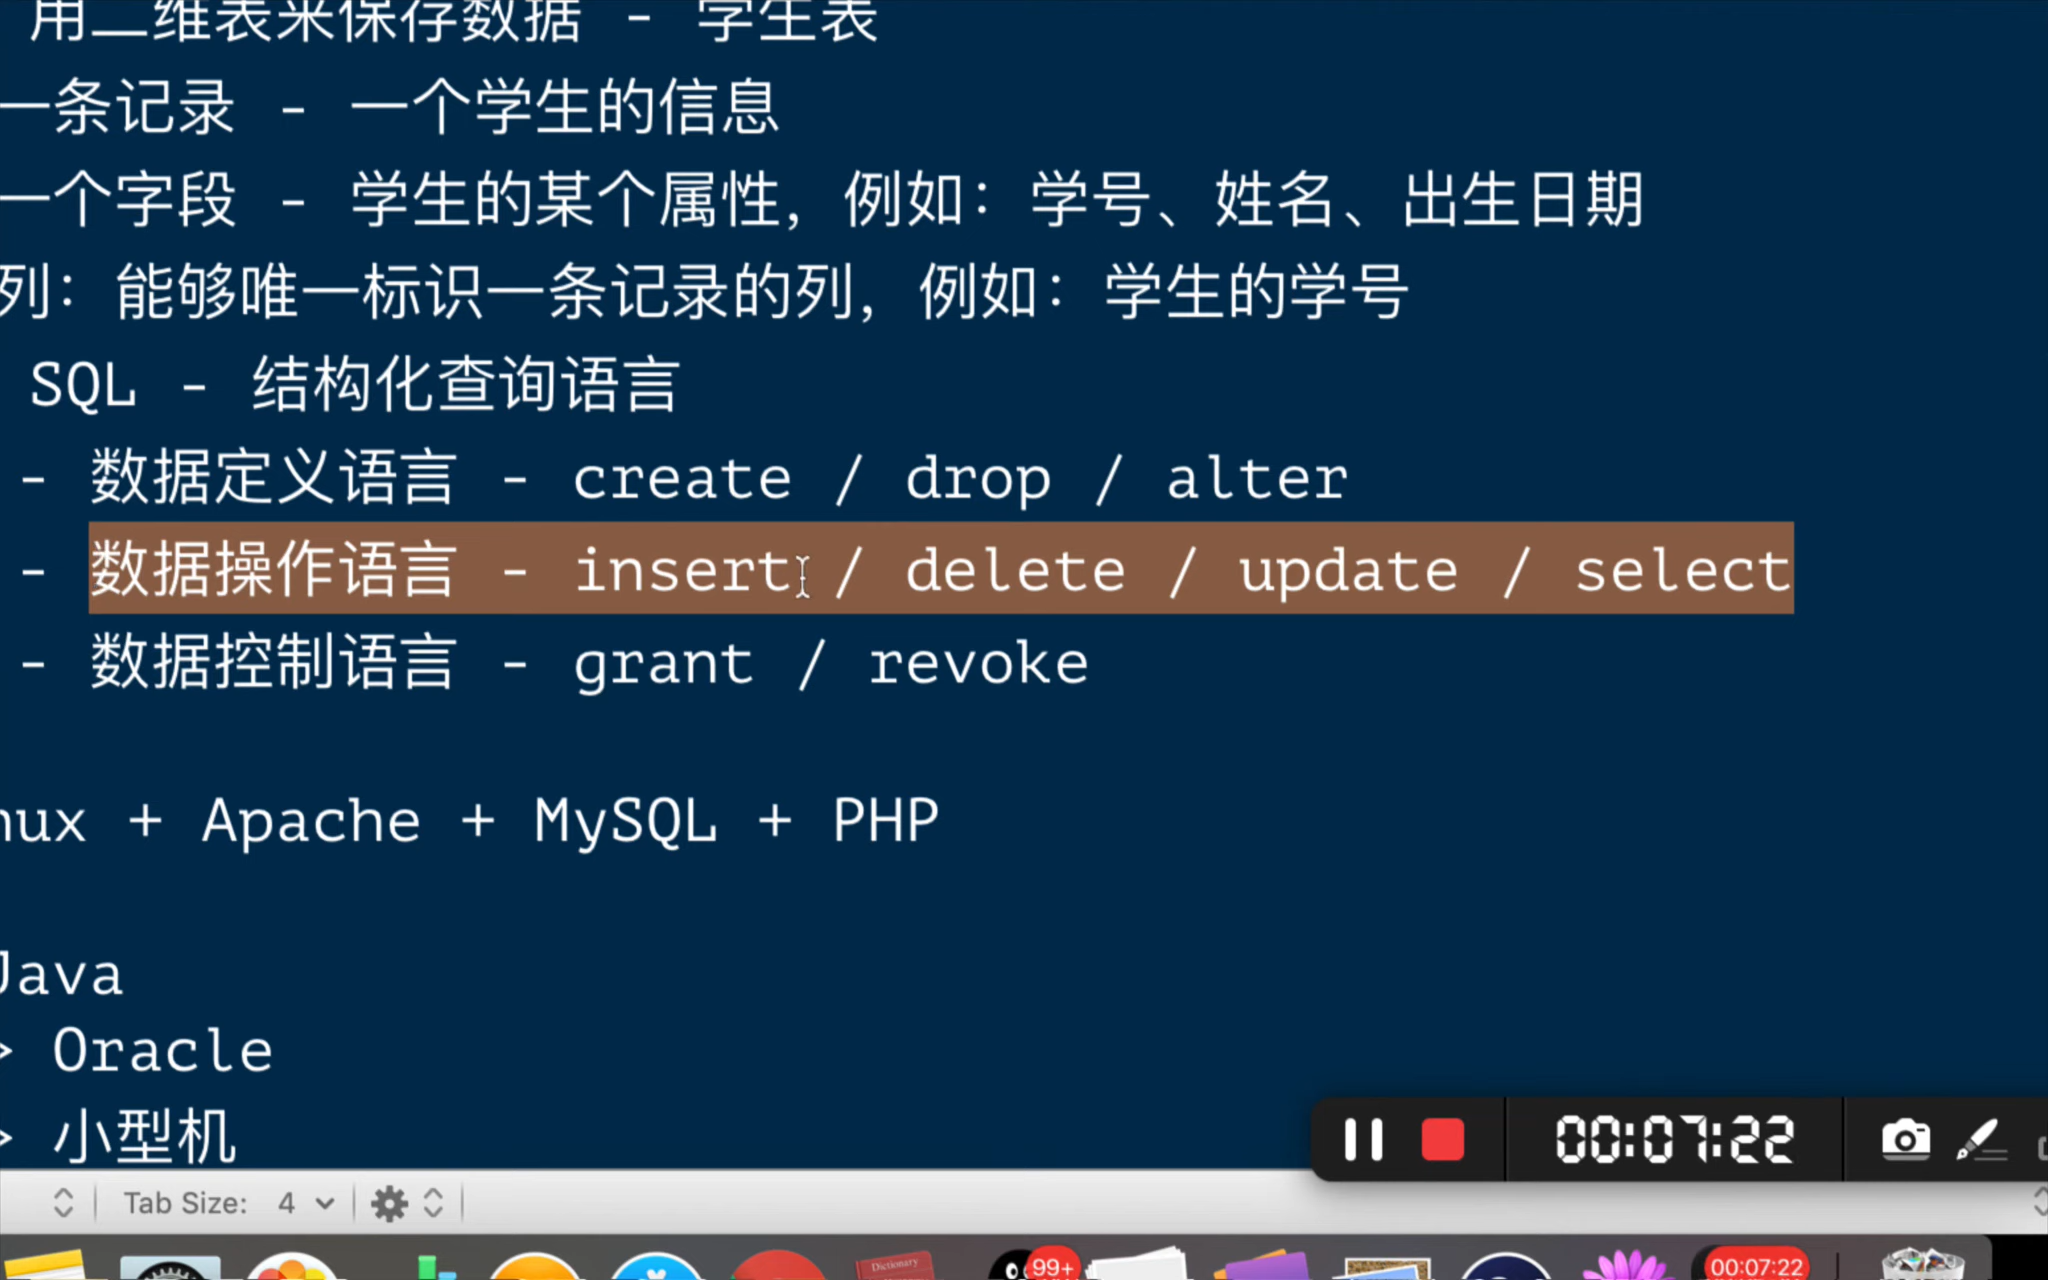 用二维表来保存数据 - 学生表
一条记录 - 一个学生的信息
一个字段 - 学生的某个属性，例如：学号、姓名、出生日期
列：能够唯一标识一条记录的列，例如：学生的学号
SQL - 结构化查询语言
- 数据定义语言 - create / drop / alter
- 数据操作语言 - insert / delete / update / select
- 数据控制语言 - grant / revoke
nux + Apache + MySQL + PHP
Java
> Oracle
> 小型机
00:07:22
Tab Size: 4
Dictionary
99+
00:07:22